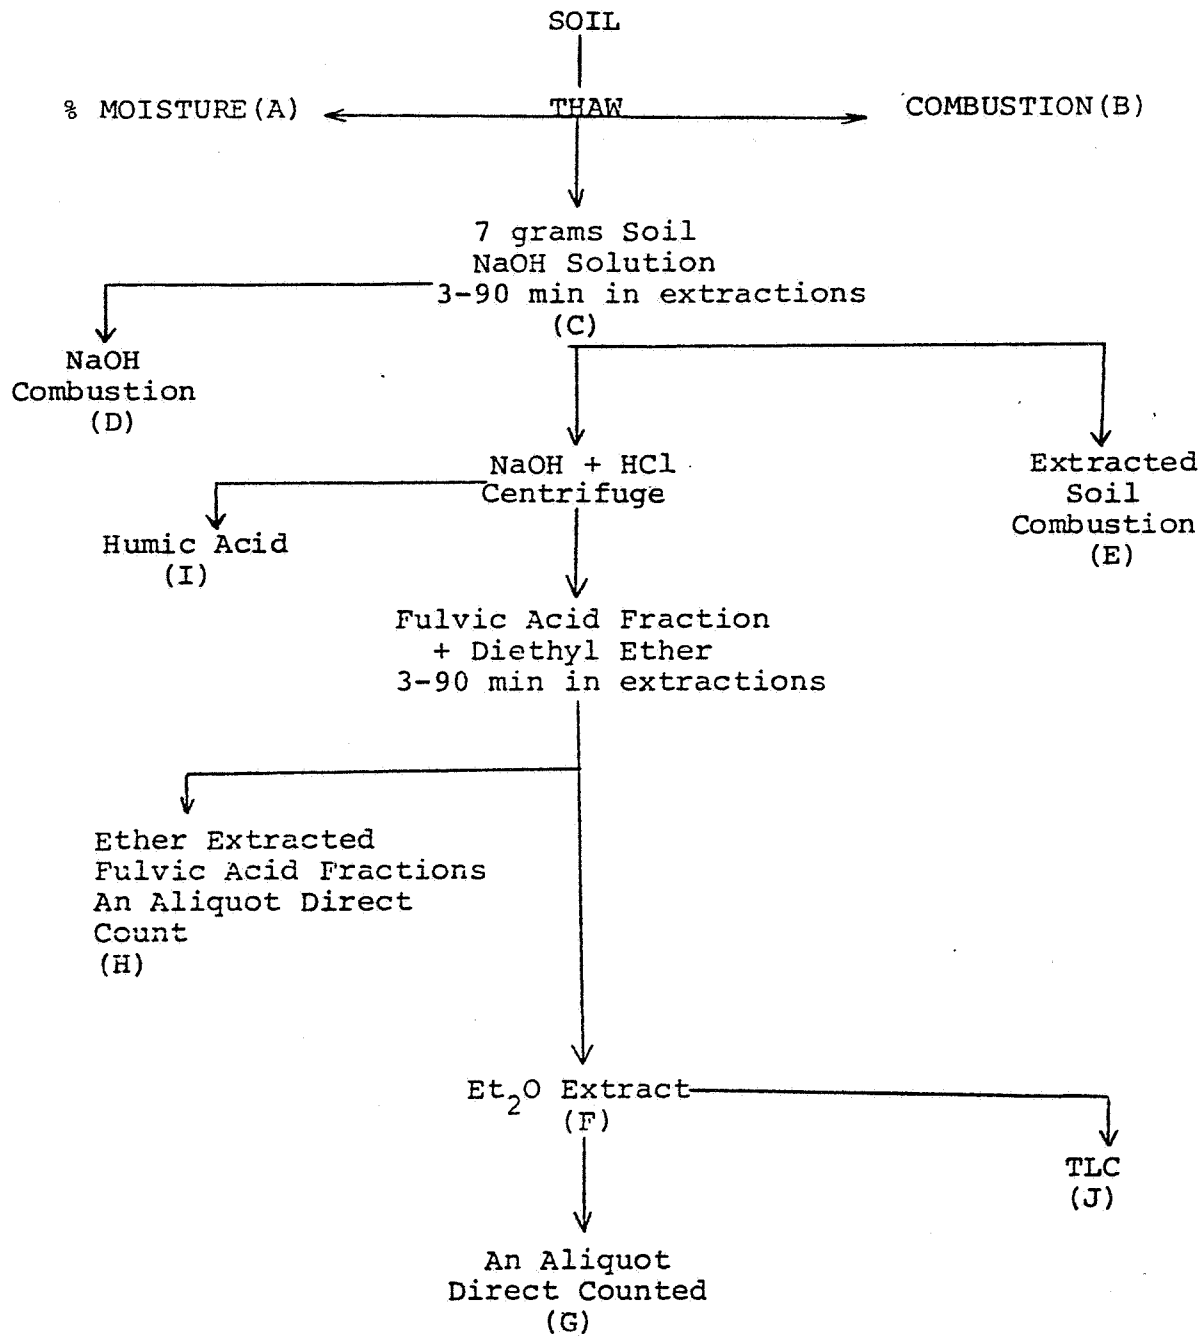 SOIL
% MOISTURE(A)
THAW
COMBUSTION(B)
7 grams Soil
NaOH Solution
3-90 min in extractions
(C)
NaOH
Combustion
(D)
NaOH + HCl
Centrifuge
Extracted
Soil
Combustion
(E)
Humic Acid
(I)
Fulvic Acid Fraction
+ Diethyl Ether
3-90 min in extractions
Ether Extracted
Fulvic Acid Fractions
An Aliquot Direct
Count
(H)
Et2O Extract
(F)
TLC
(J)
An Aliquot
Direct Counted
(G)